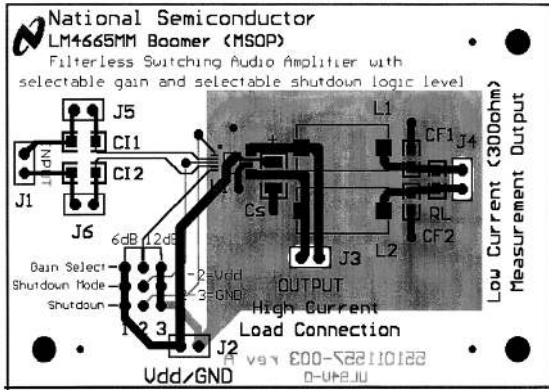 National Semiconductor
LM4665MM Boomer (MSOP)
Filterless Switching Audio Amplifier with
selectable gain and selectable shutdown logic level
J5
CI1
INPUT
CI2
J1
J6
L1
CF1
J4
Cs
RL
L2
CF2
J3
OUTPUT
High Current
Load Connection
Low Current (300ohm)
Measurement Output
6dB 12dB
Gain Select
Shutdown Mode
Shutdown
2=Vdd
3=GND
1 2 3
J2
Vdd/GND
551011557-003 rev A
UL94V-0